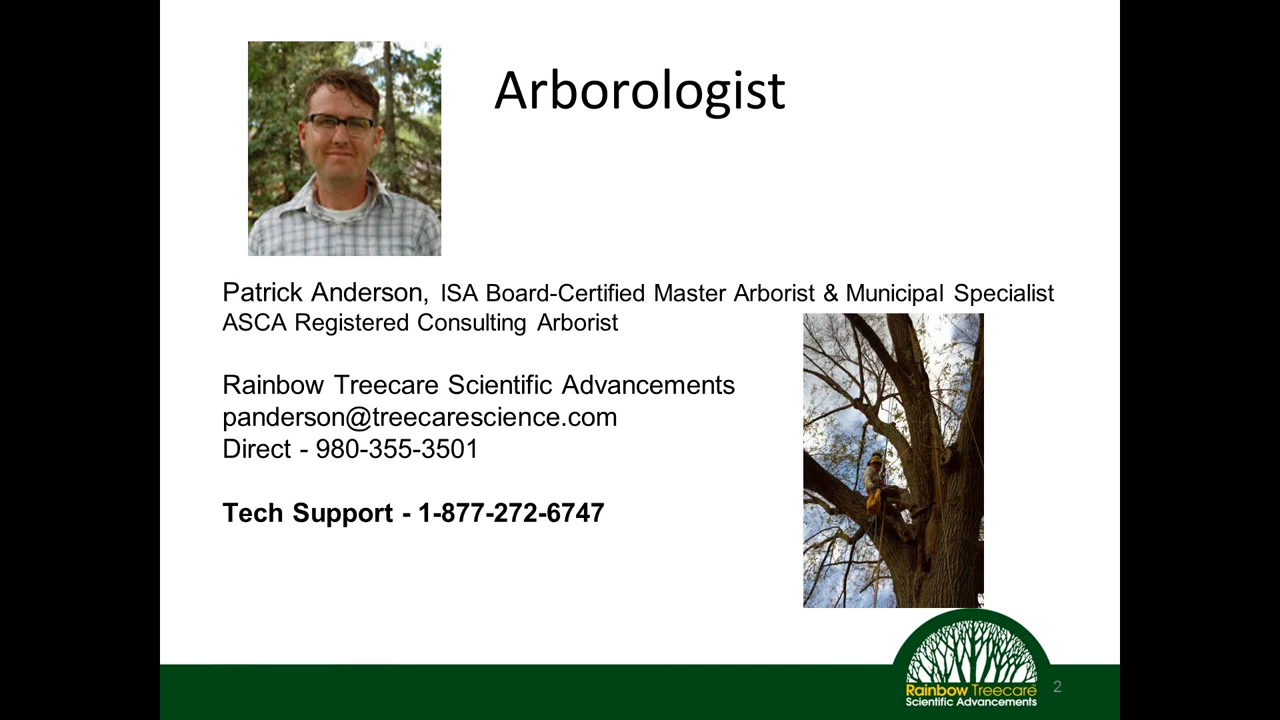 Arborologist
Patrick Anderson, ISA Board-Certified Master Arborist & Municipal Specialist
ASCA Registered Consulting Arborist
Rainbow Treecare Scientific Advancements
panderson@treecarescience.com
Direct - 980-355-3501
Tech Support - 1-877-272-6747
Rainbow Treecare
Scientific Advancements
2